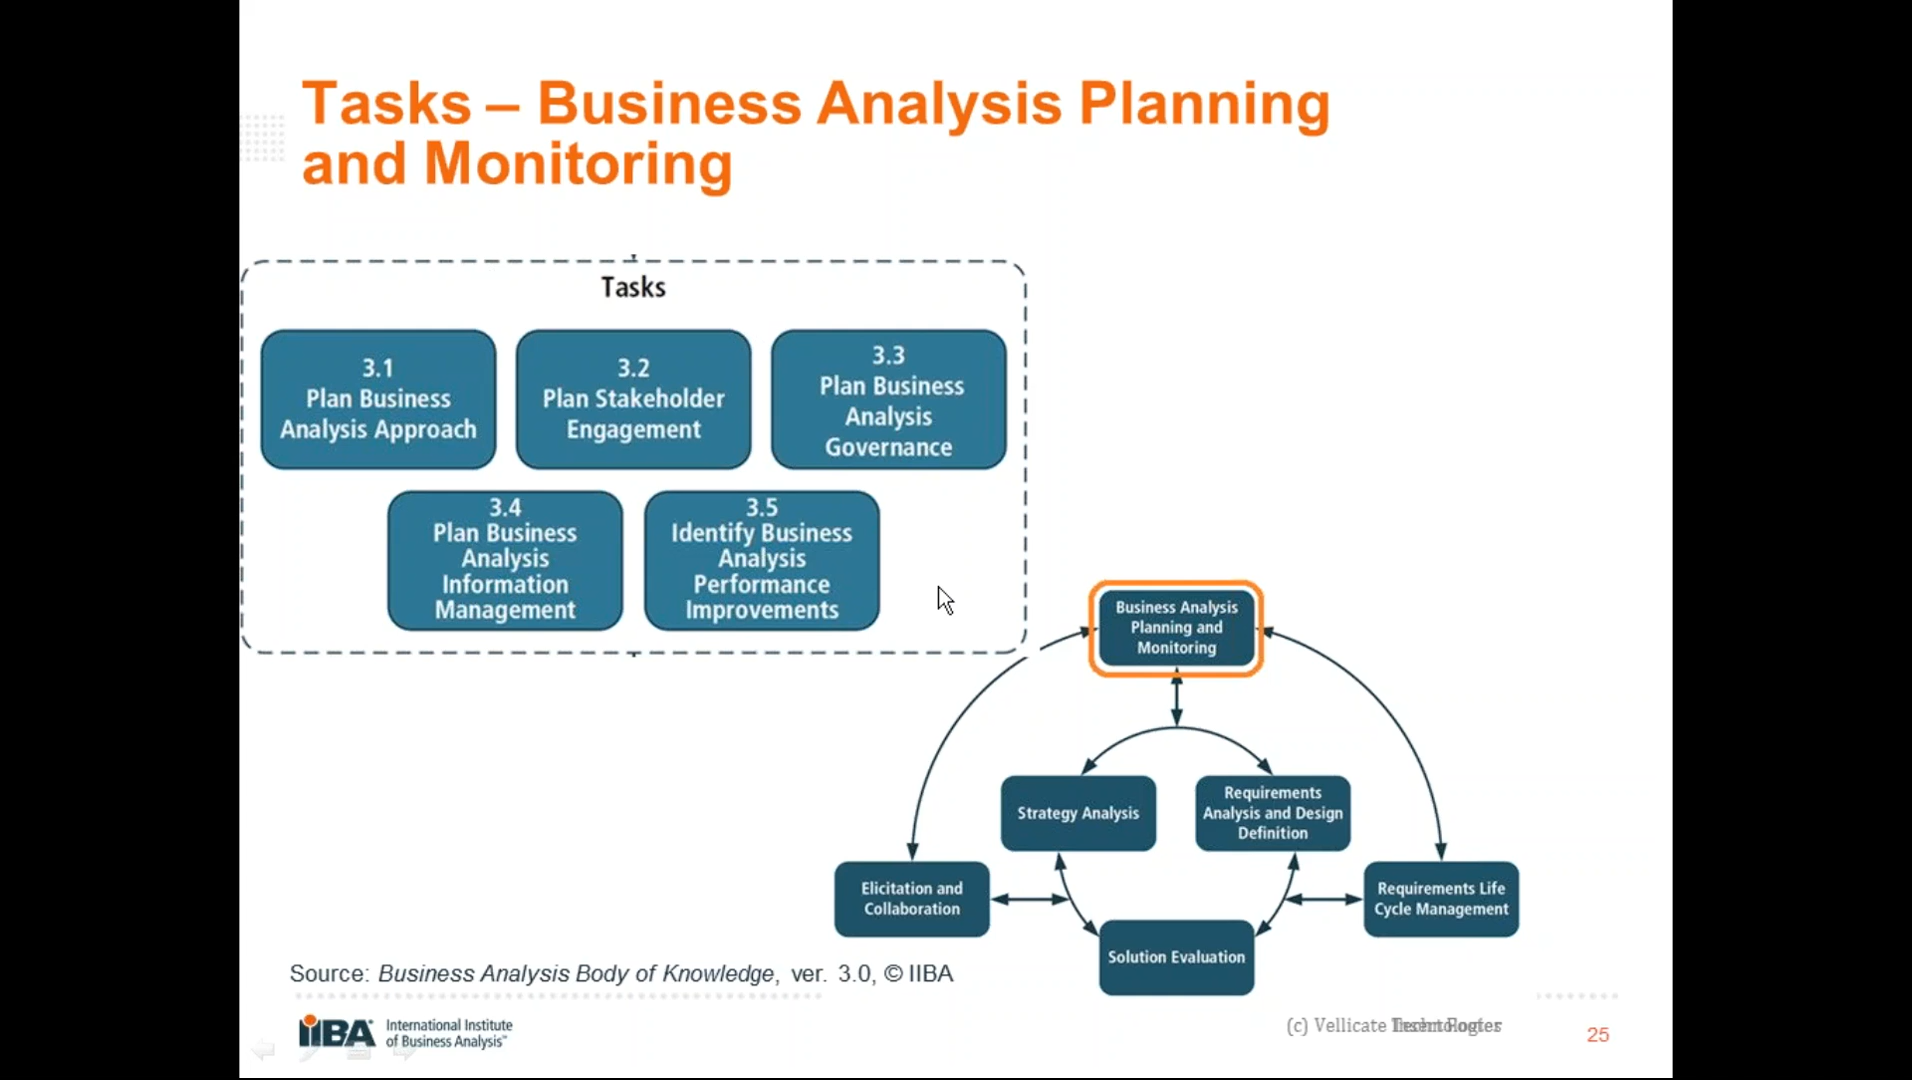 Tasks – Business Analysis Planning
and Monitoring
Tasks
3.1
Plan Business
Analysis Approach
3.2
Plan Stakeholder
Engagement
3.3
Plan Business
Analysis
Governance
3.4
Plan Business
Analysis
Information
Management
3.5
Identify Business
Analysis
Performance
Improvements
Business Analysis
Planning and
Monitoring
Strategy Analysis
Requirements
Analysis and Design
Definition
Elicitation and
Collaboration
Requirements Life
Cycle Management
Solution Evaluation
Source: Business Analysis Body of Knowledge, ver. 3.0, © IIBA
IIBA
International Institute
of Business Analysis™
(c) Vellicate
25